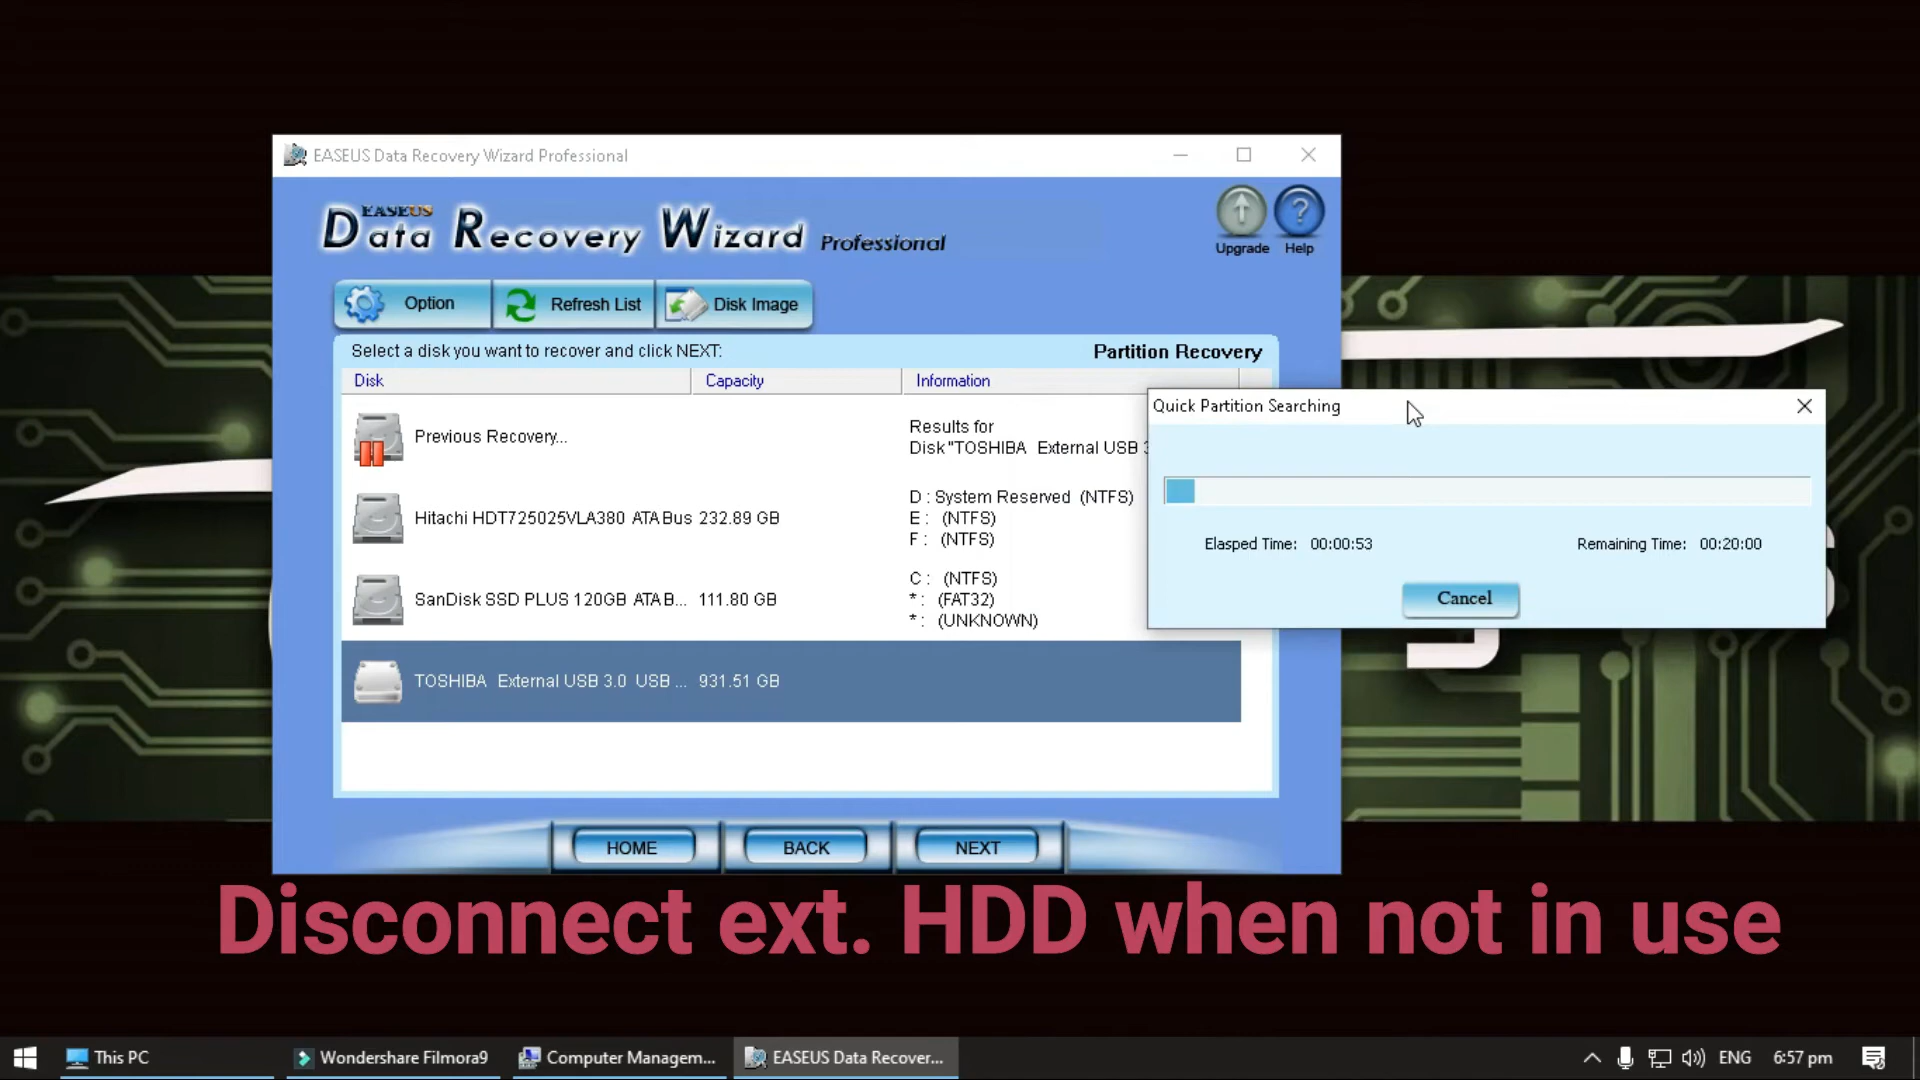 EASEUS Data Recovery Wizard Professional
EASEUS
Data Recovery Wizard Professional
Upgrade Help
Option Refresh List Disk Image
Select a disk you want to recover and click NEXT: Partition Recovery
Disk Capacity Information
Previous Recovery...
Results for
Disk "TOSHIBA External USB 3
Hitachi HDT725025VLA380 ATA Bus 232.89 GB
D : System Reserved (NTFS)
E : (NTFS)
F : (NTFS)
SanDisk SSD PLUS 120GB ATA B... 111.80 GB
C : (NTFS)
* : (FAT32)
* : (UNKNOWN)
TOSHIBA External USB 3.0 USB ... 931.51 GB
Quick Partition Searching
Elasped Time: 00:00:53 Remaining Time: 00:20:00
Cancel
HOME BACK NEXT
Disconnect ext. HDD when not in use
This PC Wondershare Filmora9 Computer Managem... EASEUS Data Recover... ENG 6:57 pm